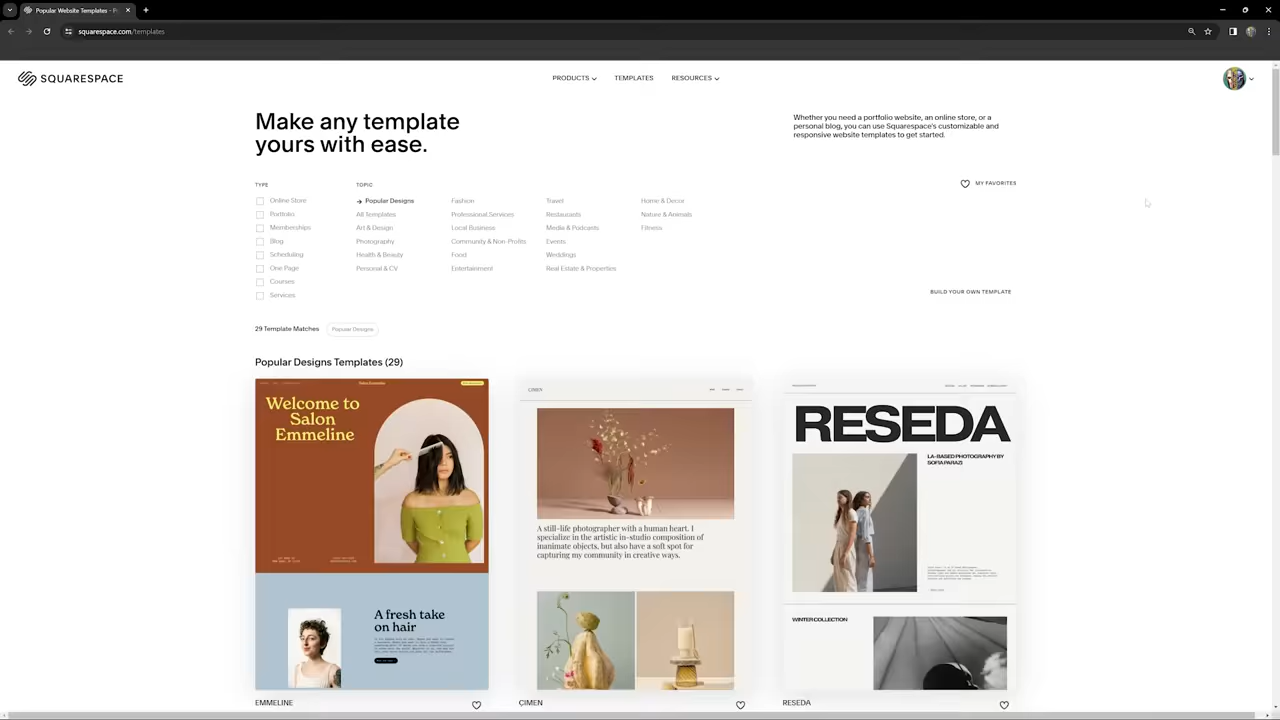 Popular Website Templates - P
squarespace.com/templates
SQUARESPACE
PRODUCTS
TEMPLATES
RESOURCES
Make any template
yours with ease.
Whether you need a portfolio website, an online store, or a
personal blog, you can use Squarespace's customizable and
responsive website templates to get started.
MY FAVORITES
TYPE
Online Store
Portfolio
Memberships
Blog
Scheduling
One Page
Courses
Services
TOPIC
Popular Designs
All Templates
Art & Design
Photography
Health & Beauty
Personal & CV
Fashion
Professional Services
Local Business
Community & Non-Profits
Food
Entertainment
Travel
Restaurants
Media & Podcasts
Events
Weddings
Real Estate & Properties
Home & Decor
Nature & Animals
Fitness
BUILD YOUR OWN TEMPLATE
29 Template Matches
Popular Designs
Popular Designs Templates (29)
Salon Emmeline
Welcome to
Salon
Emmeline
A fresh take
on hair
EMMELINE
ÇIMEN
A still-life photographer with a human heart. I
specialize in the artistic in-studio composition of
inanimate objects, but also have a soft spot for
capturing my community in creative ways.
ÇIMEN
RESEDA
LA-BASED PHOTOGRAPHY BY
SOFIA PARAZI
WINTER COLLECTION
RESEDA